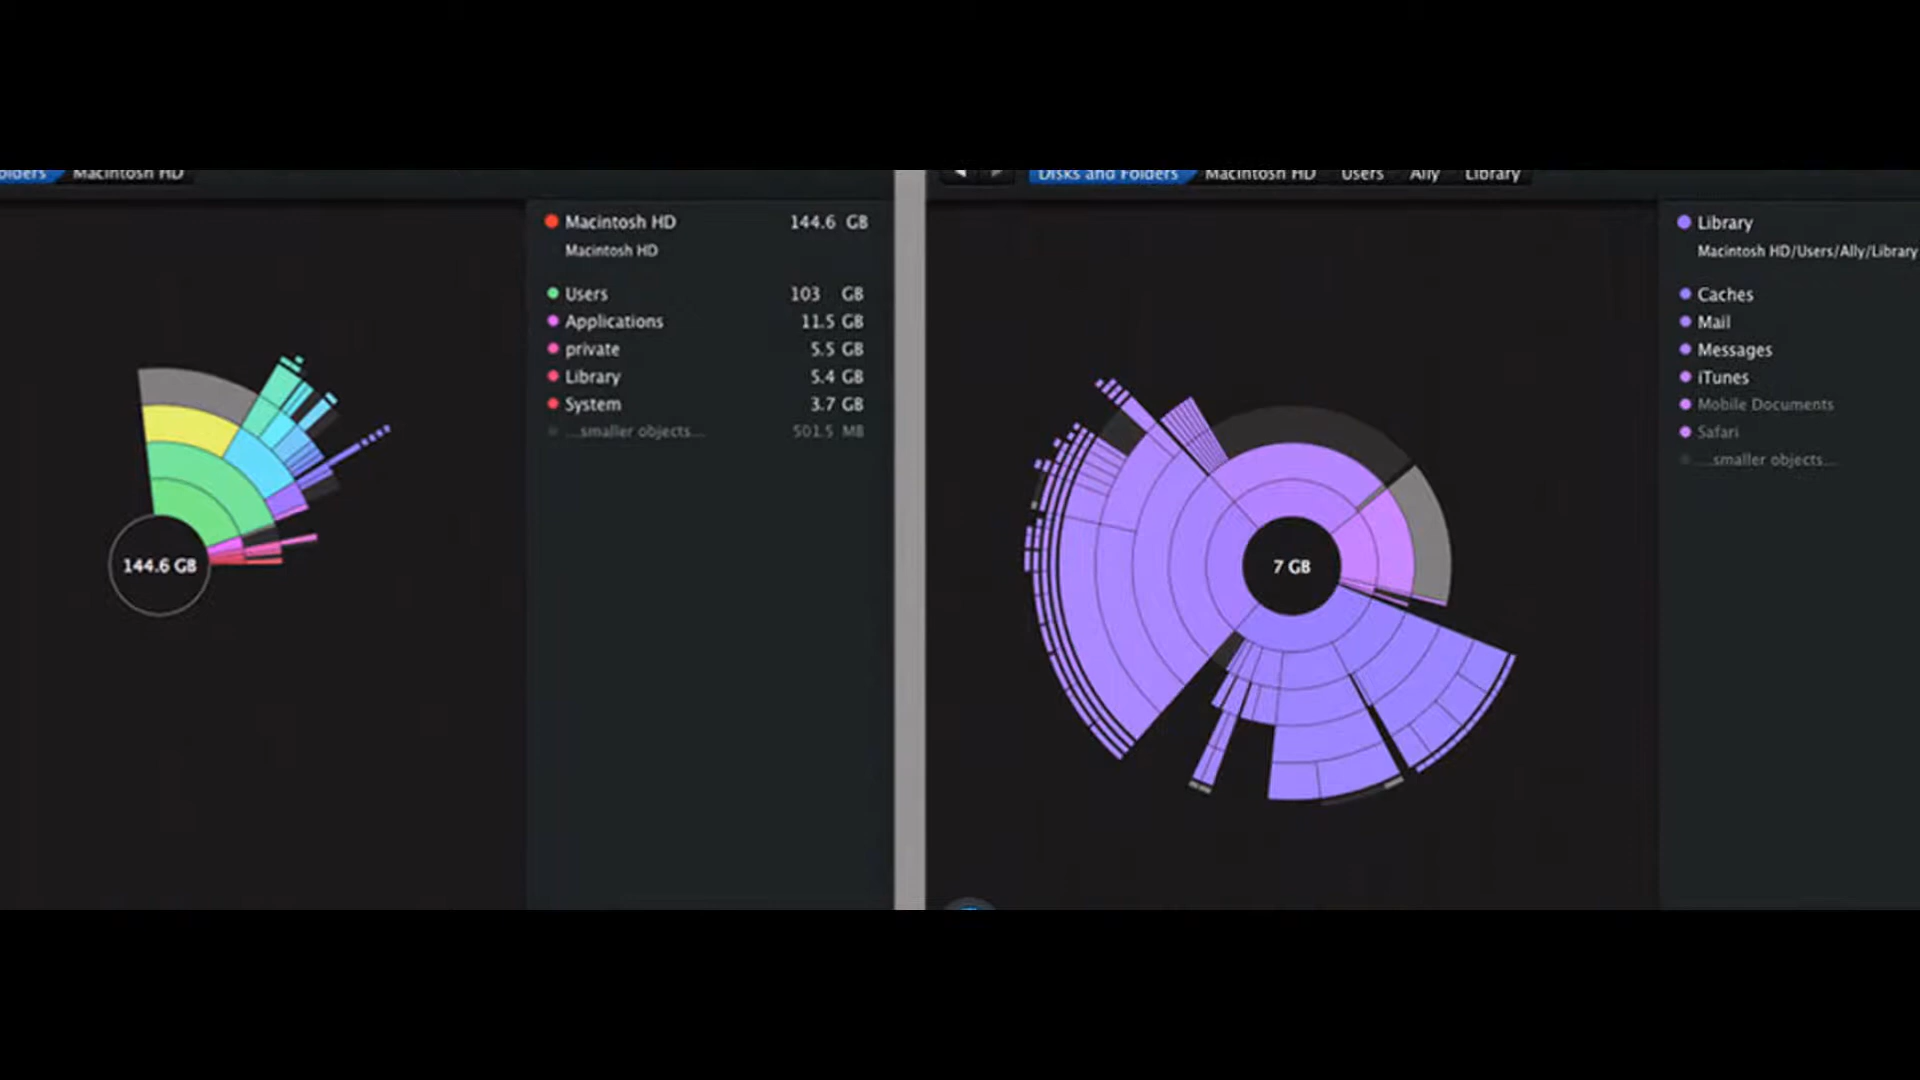 olders Macintosh HD
Macintosh HD 144.6 GB
Macintosh HD
Users 103 GB
Applications 11.5 GB
private 5.5 GB
Library 5.4 GB
System 3.7 GB
...smaller objects... 501.5 MB
144.6 GB
Disks and Folders Macintosh HD Users Ally Library
Library
Macintosh HD/Users/Ally/Library
Caches
Mail
Messages
iTunes
Mobile Documents
Safari
...smaller objects...
7 GB